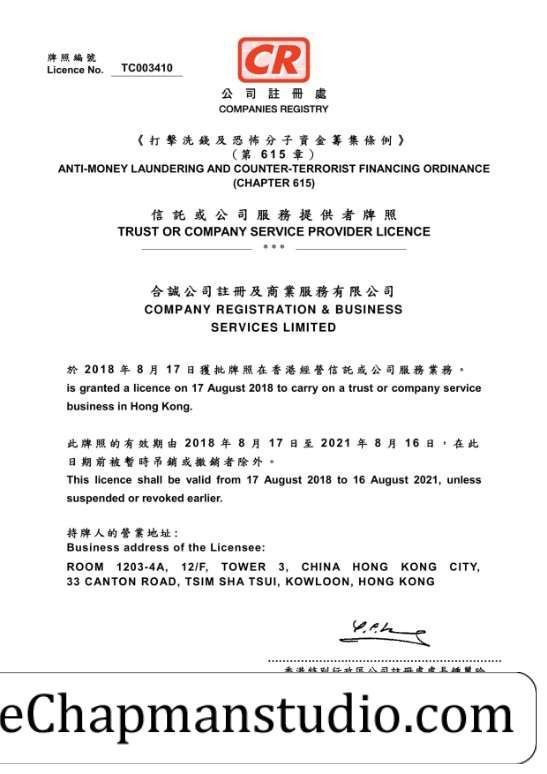 牌照編號
Licence No. TC003410
CR
公司註冊處
COMPANIES REGISTRY
《打擊洗錢及恐怖分子資金籌集條例》
(第 615 章)
ANTI-MONEY LAUNDERING AND COUNTER-TERRORIST FINANCING ORDINANCE
(CHAPTER 615)
信託或公司服務提供者牌照
TRUST OR COMPANY SERVICE PROVIDER LICENCE
合誠公司註冊及商業服務有限公司
COMPANY REGISTRATION & BUSINESS
SERVICES LIMITED
於 2018 年 8 月 17 日獲批牌照在香港經營信託或公司服務業務。
is granted a licence on 17 August 2018 to carry on a trust or company service
business in Hong Kong.
此牌照的有效期由 2018 年 8 月 17 日至 2021 年 8 月 16 日，在此
日期前被暫時吊銷或撤銷者除外。
This licence shall be valid from 17 August 2018 to 16 August 2021, unless
suspended or revoked earlier.
持牌人的營業地址:
Business address of the Licensee:
ROOM 1203-4A, 12/F, TOWER 3, CHINA HONG KONG CITY,
33 CANTON ROAD, TSIM SHA TSUI, KOWLOON, HONG KONG
香港特別行政區公司註冊處處長鍾麗玲
eChapmanstudio.com